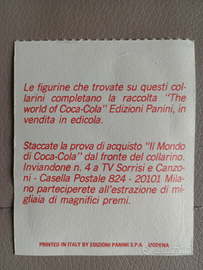 Le figurine che trovate su questi col-
larini completano la raccolta "The
world of Coca-Cola" Edizioni Panini, in
vendita in edicola.
Staccate la prova di acquisto "Il Mondo
di Coca-Cola" dal fronte del collarino.
Inviandone n. 4 a TV Sorrisi e Canzo-
ni - Casella Postale 824 - 20101 Mila-
no parteciperete all'estrazione di mi-
gliaia di magnifici premi.
PRINTED IN ITALY BY EDIZIONI PANINI S.P.A. MODENA